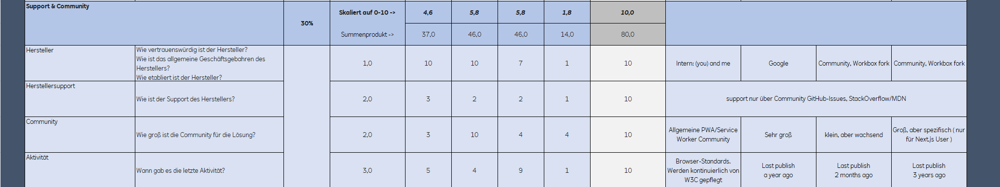 Support & Community
30%
Skaliert auf 0-10 ->
4,6
5,8
5,8
1,8
10,0
Summenprodukt ->
37,0
46,0
46,0
14,0
80,0
Hersteller
Wie vertrauenswürdig ist der Hersteller?
Wie ist das allgemeine Geschäftsgebahren des
Herstellers?
Wie etabliert ist der Hersteller?
1,0
10
10
7
1
10
Intern: (you) and me
Google
Community, Workbox fork
Community, Workbox fork
Herstellersupport
Wie ist der Support des Herstellers?
2,0
3
2
2
1
10
support nur über Community GitHub-Issues, StackOverflow/MDN
Community
Wie groß ist die Community für die Lösung?
2,0
3
10
4
4
10
Allgemeine PWA/Service
Worker Community
Sehr groß
klein, aber wachsend
Groß, aber spezifisch ( nur
für Next.js User )
Aktivität
Wann gab es die letzte Aktivität?
3,0
5
4
9
1
10
Browser-Standards.
Werden kontinuierlich von
W3C gepflegt
Last publish
a year ago
Last publish
2 months ago
Last publish
3 years ago